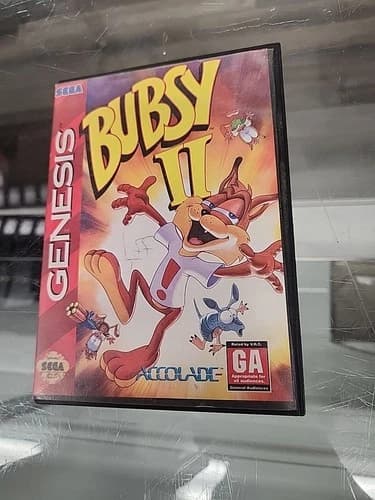 SEGA
GENESIS
BUBSY
II
ACCOLADE
Rated by V.R.C.
GA
Appropriate for
all audiences.
General Audiences
SEGA